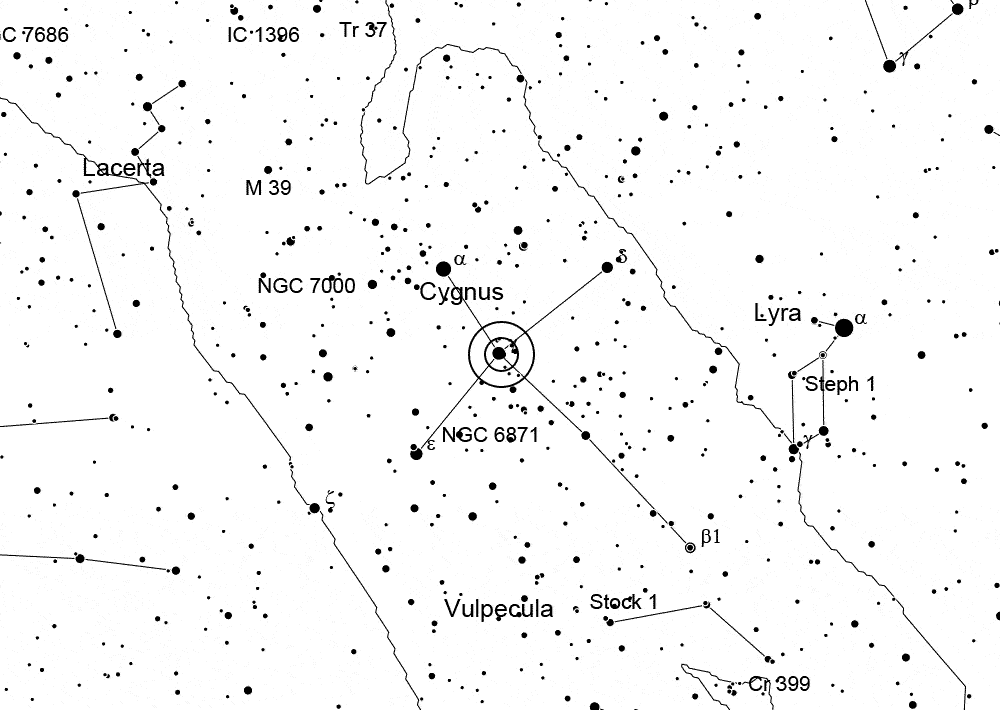 C 7686
IC 1396
Tr 37
β
γ
Lacerta
M 39
α
δ
NGC 7000
Cygnus
Lyra
α
Steph 1
ε
NGC 6871
γ
ζ
β1
Vulpecula
Stock 1
Cr 399